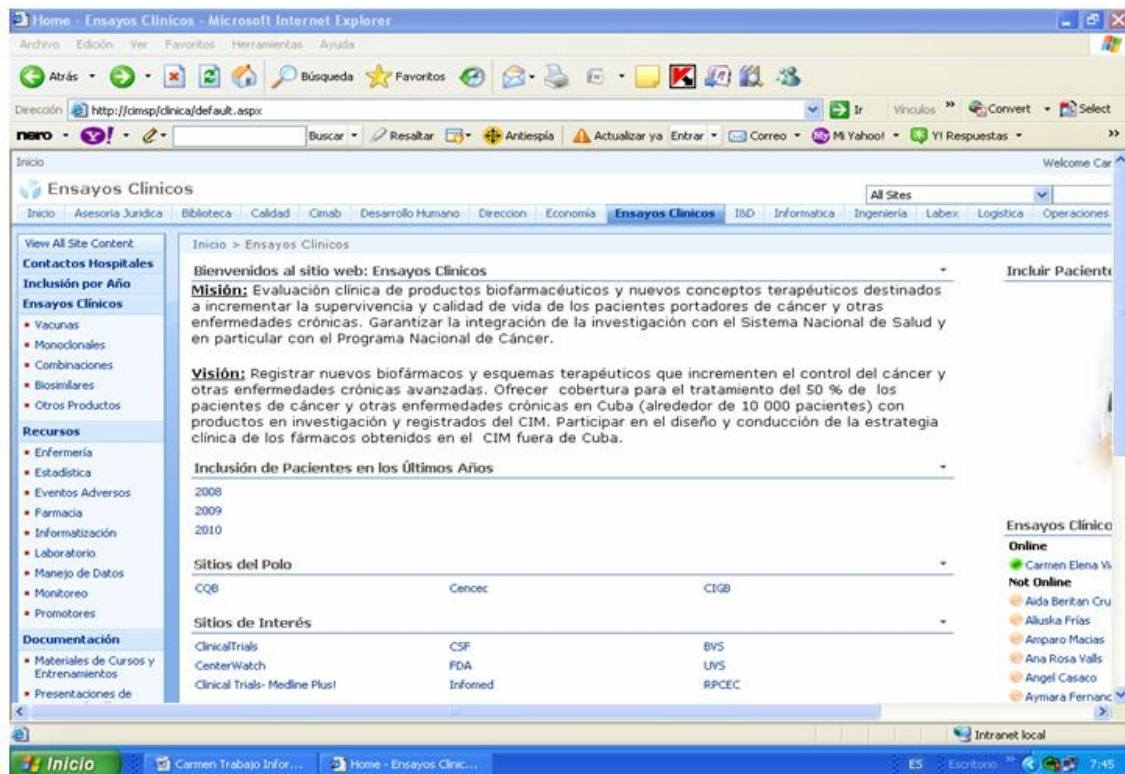 Home - Ensayos Clinicos - Microsoft Internet Explorer
Archivo Edición Ver Favoritos Herramientas Ayuda
Atrás Búsqueda Favoritos
Dirección http://cimsp/clinica/default.aspx Ir Vínculos Convert Select
nero Y! Buscar Resaltar Antiespía Actualizar ya Entrar Correo Mi Yahoo! Y! Respuestas
Inicio Welcome Car
Ensayos Clinicos All Sites
Inicio Asesoria Juridica Biblioteca Calidad Cimab Desarrollo Humano Direccion Economía Ensayos Clinicos I&D Informatica Ingeniería Labex Logistica Operaciones
View All Site Content
Contactos Hospitales
Inclusión por Año
Ensayos Clínicos
Vacunas
Monoclonales
Combinaciones
Biosimilares
Otros Productos
Recursos
Enfermería
Estadística
Eventos Adversos
Farmacia
Informatización
Laboratorio
Manejo de Datos
Monitoreo
Promotores
Documentación
Materiales de Cursos y
Entrenamientos
Presentaciones de
Inicio > Ensayos Clinicos
Bienvenidos al sitio web: Ensayos Clinicos
Misión: Evaluación clínica de productos biofarmacéuticos y nuevos conceptos terapéuticos destinados
a incrementar la supervivencia y calidad de vida de los pacientes portadores de cáncer y otras
enfermedades crónicas. Garantizar la integración de la investigación con el Sistema Nacional de Salud y
en particular con el Programa Nacional de Cáncer.
Visión: Registrar nuevos biofármacos y esquemas terapéuticos que incrementen el control del cáncer y
otras enfermedades crónicas avanzadas. Ofrecer cobertura para el tratamiento del 50 % de los
pacientes de cáncer y otras enfermedades crónicas en Cuba (alrededor de 10 000 pacientes) con
productos en investigación y registrados del CIM. Participar en el diseño y conducción de la estrategia
clínica de los fármacos obtenidos en el CIM fuera de Cuba.
Inclusión de Pacientes en los Últimos Años
2008
2009
2010
Sitios del Polo
CQB Cencec CIGB
Sitios de Interés
ClinicalTrials CSF BVS
CenterWatch FDA UVS
Clinical Trials- Medline Plus! Infomed RPCEC
Incluir Paciente
Ensayos Clínico
Online
Carmen Elena
Not Online
Aida Beritan Cru
Aliuska Frías
Amparo Macias
Ana Rosa Valls
Angel Casaco
Aymara Fernanc
Intranet local
Inicio Carmen Trabajo Infor... Home - Ensayos Clinic... ES Escritorio 7:45